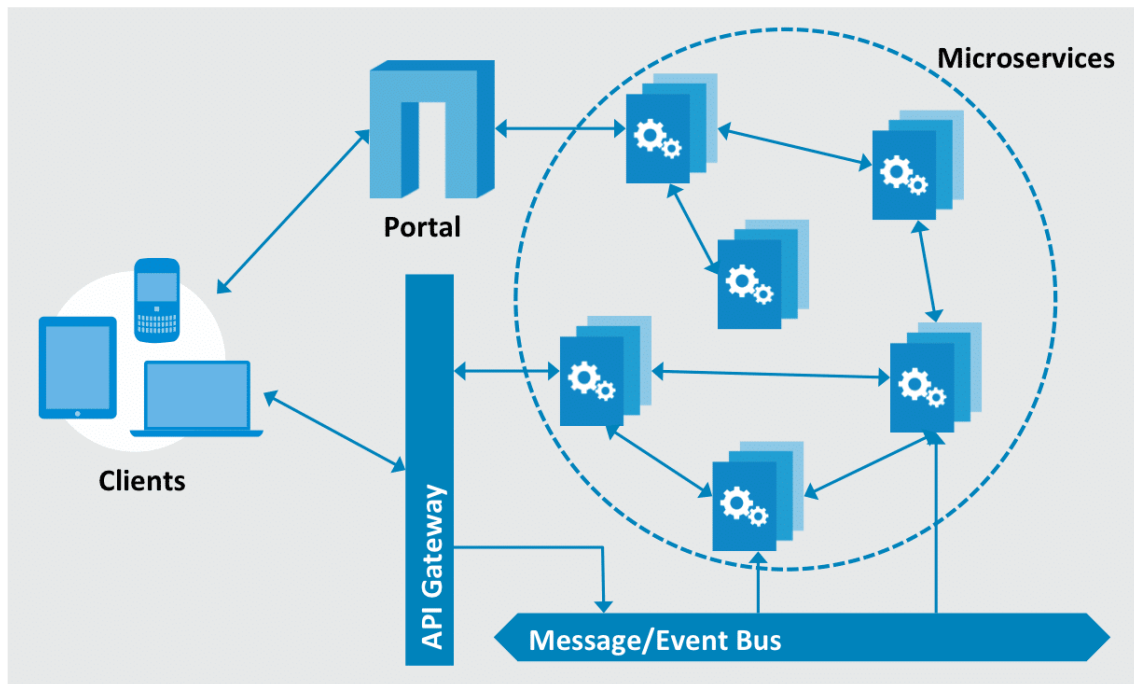 Microservices
Portal
Clients
API Gateway
Message/Event Bus